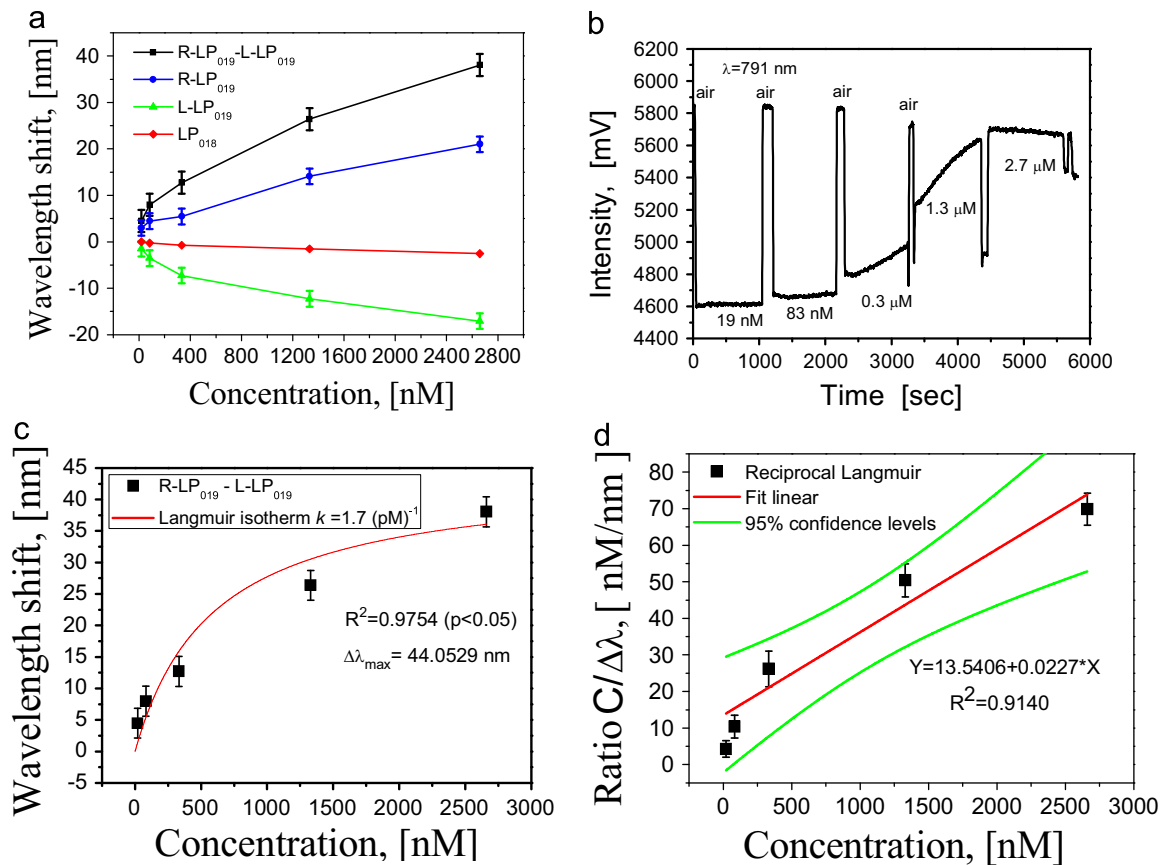 a
R-LP019-L-LP019
R-LP019
L-LP019
LP018
Wavelength shift, [nm]
40
30
20
10
0
-10
-20
0 400 800 1200 1600 2000 2400 2800
Concentration, [nM]
b
λ=791 nm
air air air air
19 nM
83 nM
0.3 µM
1.3 µM
2.7 µM
Intensity, [mV]
6200
6000
5800
5600
5400
5200
5000
4800
4600
4400
0 1000 2000 3000 4000 5000 6000
Time [sec]
c
R-LP019 - L-LP019
Langmuir isotherm k =1.7 (pM)-1
R2=0.9754 (p<0.05)
Δλmax= 44.0529 nm
Wavelength shift, [nm]
45
40
35
30
25
20
15
10
5
0
-5
0 500 1000 1500 2000 2500 3000
Concentration, [nM]
d
Reciprocal Langmuir
Fit linear
95% confidence levels
Y=13.5406+0.0227*X
R2=0.9140
Ratio C/Δλ, [ nM/nm ]
80
70
60
50
40
30
20
10
0
0 500 1000 1500 2000 2500 3000
Concentration, [nM]